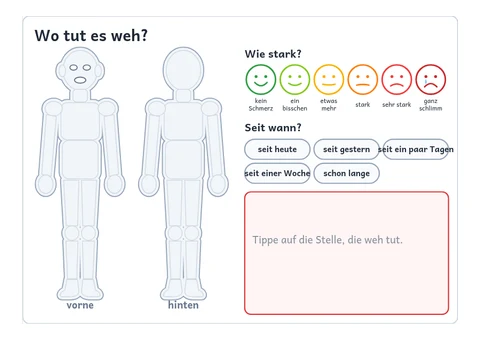 Wo tut es weh?
vorne
hinten
Wie stark?
kein
Schmerz
ein
bisschen
etwas
mehr
stark
sehr stark
ganz
schlimm
Seit wann?
seit heute
seit gestern
seit ein paar Tagen
seit einer Woche
schon lange
Tippe auf die Stelle, die weh tut.